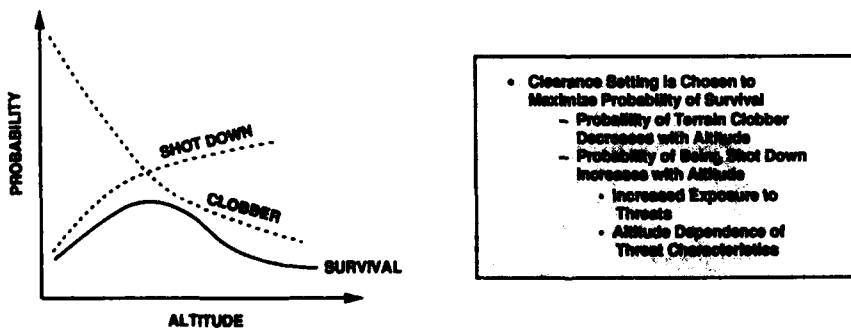 PROBABILITY
SHOT DOWN
CLOBBER
SURVIVAL
ALTITUDE
• Clearance Setting is Chosen to
Maximize Probability of Survival
– Probability of Terrain Clobber
Decreases with Altitude
– Probability of Being Shot Down
Increases with Altitude
• Increased Exposure to
Threats
• Altitude Dependence of
Threat Characteristics